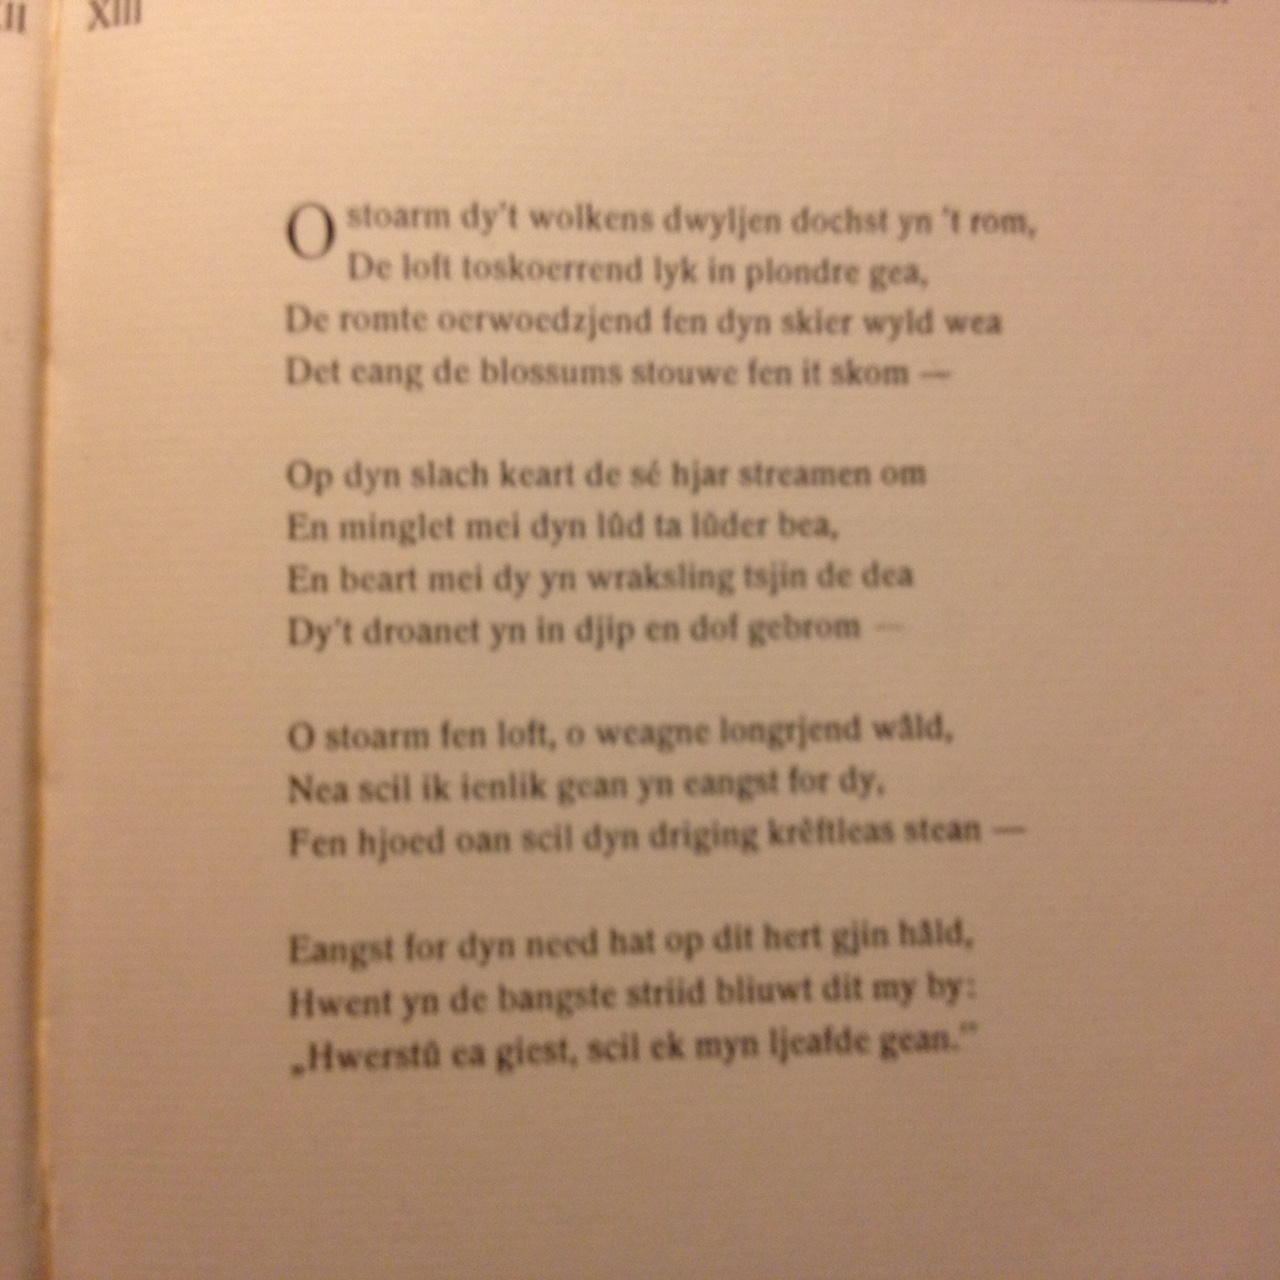 XIII
O stoarm dy't wolkens dwyljen dochst yn 't rom,
De loft toskoerrend lyk in plondre gea,
De romte oerwoedzjend fen dyn skier wyld wea
Det eang de blossums stouwe fen it skom —
Op dyn slach keart de sé hjar streamen om
En minglet mei dyn lûd ta lûder bea,
En beart mei dy yn wraksling tsjin de dea
Dy't droanet yn in djip en dof gebrom —
O stoarm fen loft, o weagne longrjend wâld,
Nea scil ik ienlik gean yn eangst for dy,
Fen hjoed oan scil dyn driging krêftleas stean —
Eangst for dyn need hat op dit hert gjin hâld,
Hwent yn de bangste striid bliuwt dit my by:
„Hwerstû ea giest, scil ek myn ljeafde gean."